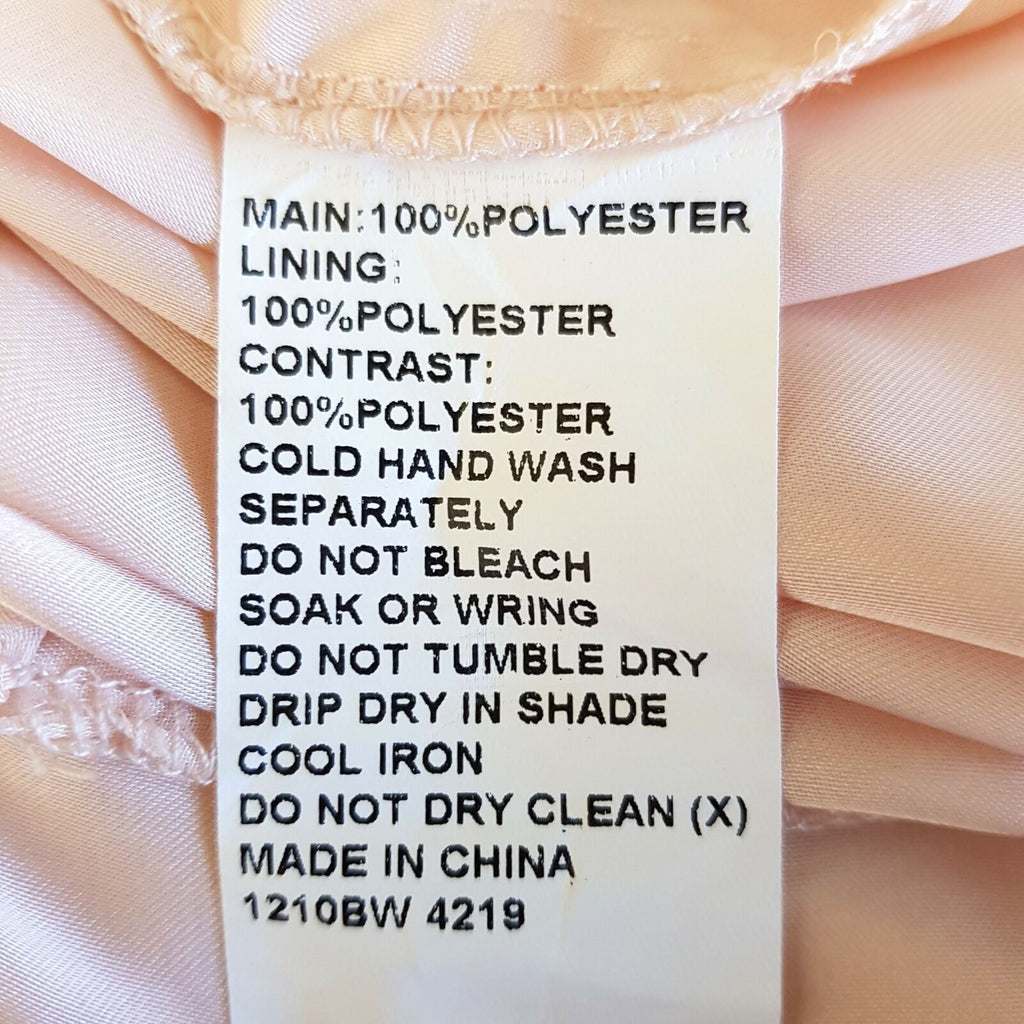 MAIN:100%POLYESTER
LINING:
100%POLYESTER
CONTRAST:
100%POLYESTER
COLD HAND WASH
SEPARATELY
DO NOT BLEACH
SOAK OR WRING
DO NOT TUMBLE DRY
DRIP DRY IN SHADE
COOL IRON
DO NOT DRY CLEAN (X)
MADE IN CHINA
1210BW 4219